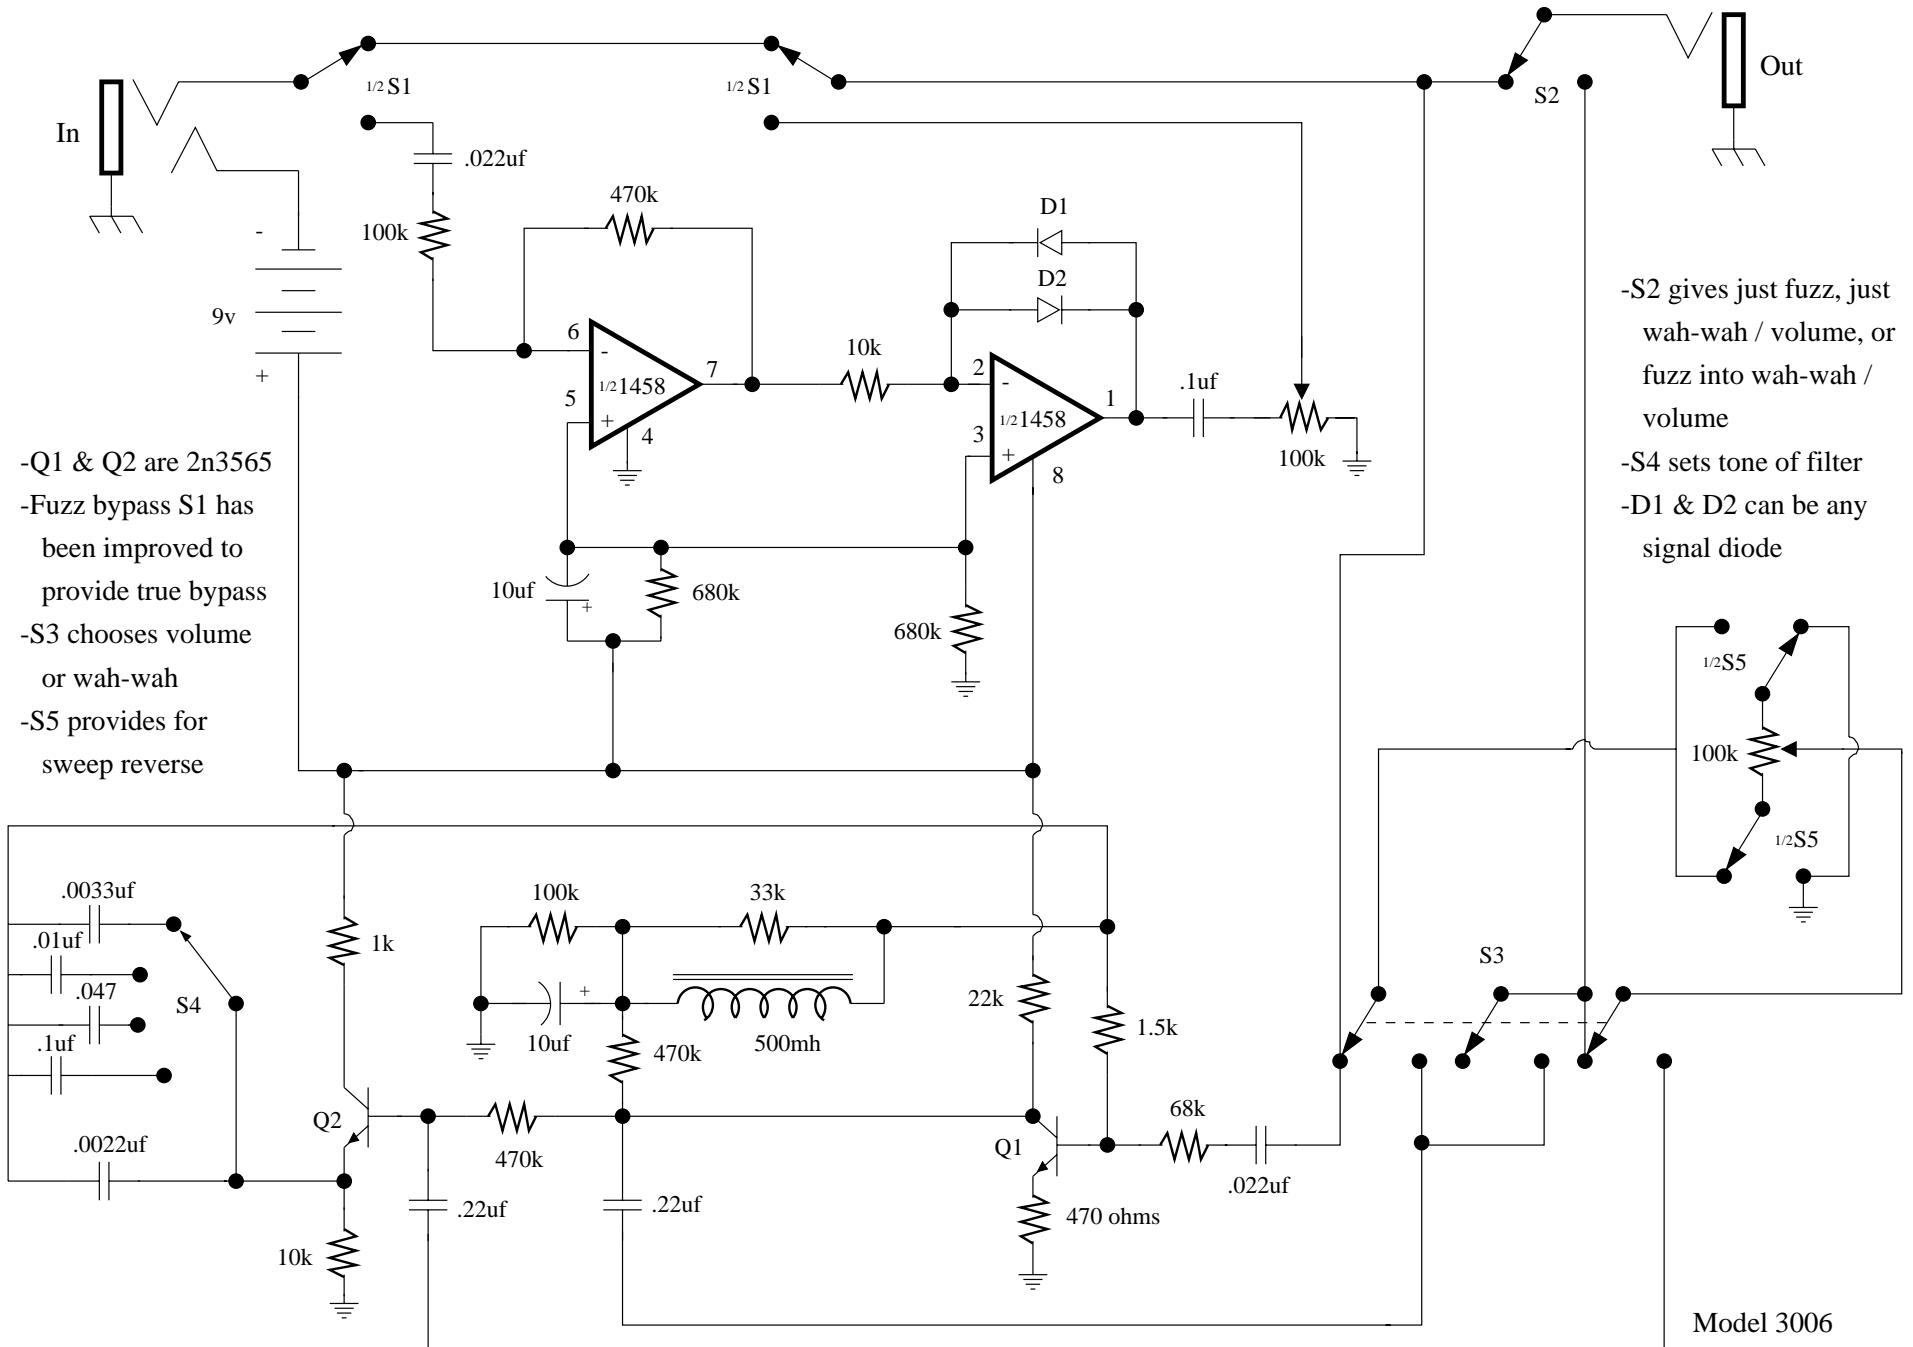 1/2 S1
1/2 S1
S2
Out
In
.022uf
470k
100k
D1
D2
-
9v
+
6
-
7
1/2 1458
5
+
4
10k
2
-
1
1/2 1458
3
+
8
.1uf
100k
-S2 gives just fuzz, just
wah-wah / volume, or
fuzz into wah-wah /
volume
-S4 sets tone of filter
-D1 & D2 can be any
signal diode
-Q1 & Q2 are 2n3565
-Fuzz bypass S1 has
been improved to
provide true bypass
-S3 chooses volume
or wah-wah
-S5 provides for
sweep reverse
10uf
+
680k
680k
1/2S5
100k
1/2S5
.0033uf
.01uf
.047
.1uf
S4
1k
100k
33k
+
10uf
500mh
470k
22k
1.5k
S3
Q2
470k
.0022uf
.22uf
.22uf
10k
Q1
68k
.022uf
470 ohms
Model 3006